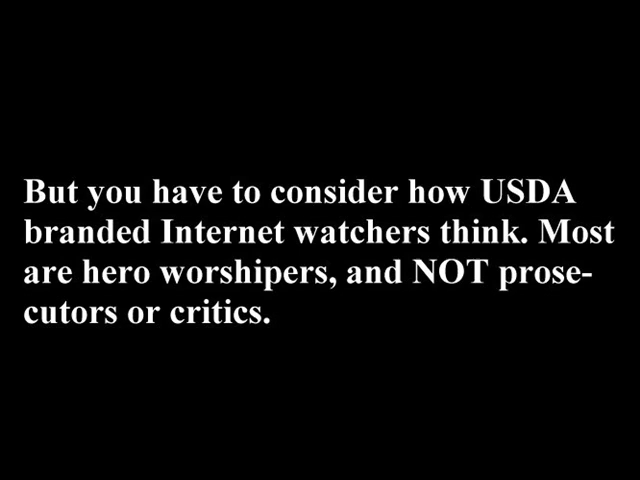 But you have to consider how USDA
branded Internet watchers think. Most
are hero worshipers, and NOT prose-
cutors or critics.